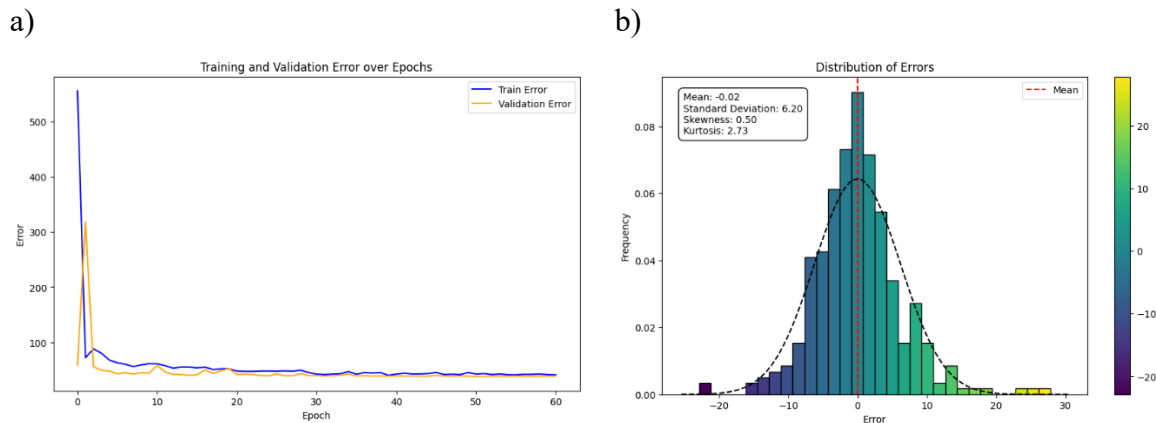 a)
b)
Training and Validation Error over Epochs
Train Error
Validation Error
500
400
300
200
100
Error
0
10
20
30
40
50
60
Epoch
Distribution of Errors
Mean: -0.02
Standard Deviation: 6.20
Skewness: 0.50
Kurtosis: 2.73
Mean
0.08
0.06
0.04
0.02
0.00
Frequency
−20
−10
0
10
20
30
Error
20
10
0
−10
−20